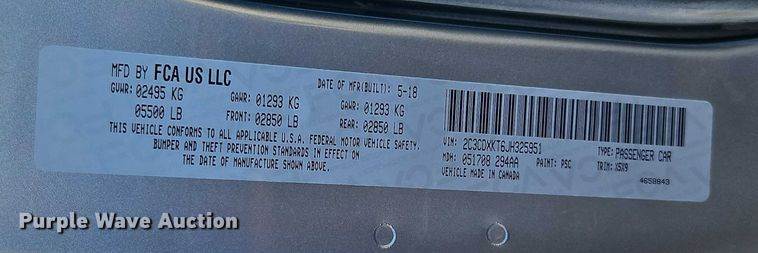 MFD BY FCA US LLC
DATE OF MFR(BUILT): 5-18
GVWR: 02495 KG
GAWR: 01293 KG
GAWR: 01293 KG
05500 LB
FRONT: 02850 LB
REAR: 02850 LB
THIS VEHICLE CONFORMS TO ALL APPLICABLE U.S.A. FEDERAL MOTOR VEHICLE SAFETY,
BUMPER AND THEFT PREVENTION STANDARDS IN EFFECT ON
THE DATE OF MANUFACTURE SHOWN ABOVE.
VIN: 2C3CDXKT6JH325951
TYPE: PASSENGER CAR
MDH: 051708 294AA
PAINT: PSC
TRIM: X5X9
VEHICLE MADE IN CANADA
4658843
Purple Wave Auction